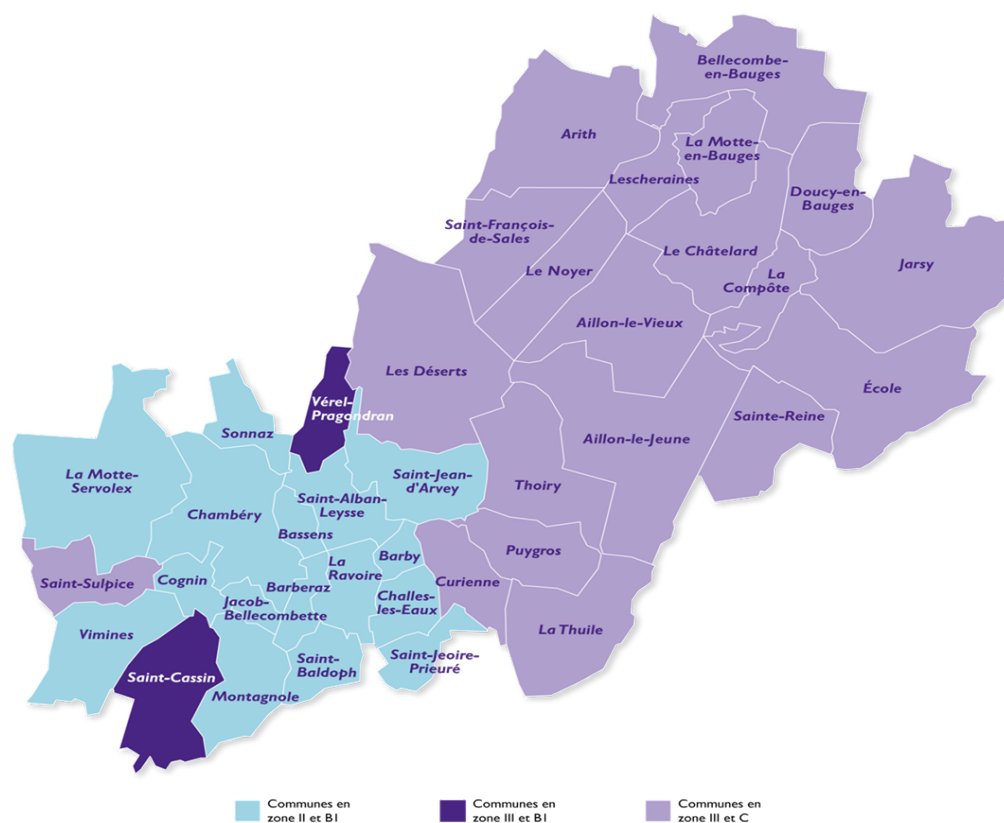 Bellecombe-
en-Bauges
Arith
La Motte-
en-Bauges
Lescheraines
Doucy-en-
Bauges
Saint-François-
de-Sales
Le Noyer
Le Châtelard
La
Compôte
Jarsy
Aillon-le-Vieux
Les Déserts
École
Vérel-
Pragondran
Sainte-Reine
Sonnaz
Aillon-le-Jeune
La Motte-
Servolex
Saint-Jean-
d'Arvey
Thoiry
Saint-Alban-
Leysse
Chambéry
Bassens
Puygros
Barby
La
Ravoire
Saint-Sulpice
Cognin
Curienne
Barberaz
Challes-
les-Eaux
Jacob-
Bellecombette
Vimines
La Thuile
Saint-
Baldoph
Saint-Jeoire-
Prieuré
Saint-Cassin
Montagnole
Communes en
zone II et B1
Communes en
zone III et B1
Communes en
zone III et C